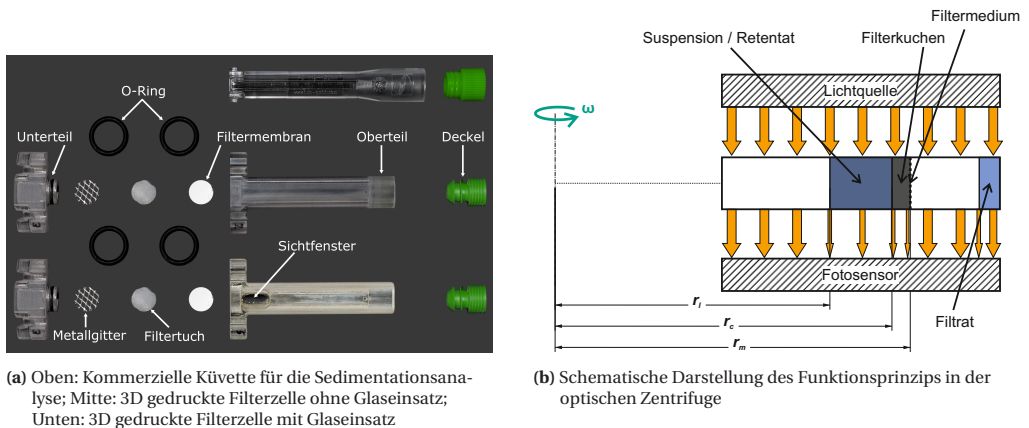 O-Ring
Unterteil
Filtermembran
Oberteil
Deckel
Sichtfenster
Metallgitter
Filtertuch
(a) Oben: Kommerzielle Küvette für die Sedimentationsana-
lyse; Mitte: 3D gedruckte Filterzelle ohne Glaseinsatz;
Unten: 3D gedruckte Filterzelle mit Glaseinsatz
Filtermedium
Suspension / Retentat
Filterkuchen
Lichtquelle
ω
Fotosensor
r_l
r_c
r_m
Filtrat
(b) Schematische Darstellung des Funktionsprinzips in der
optischen Zentrifuge